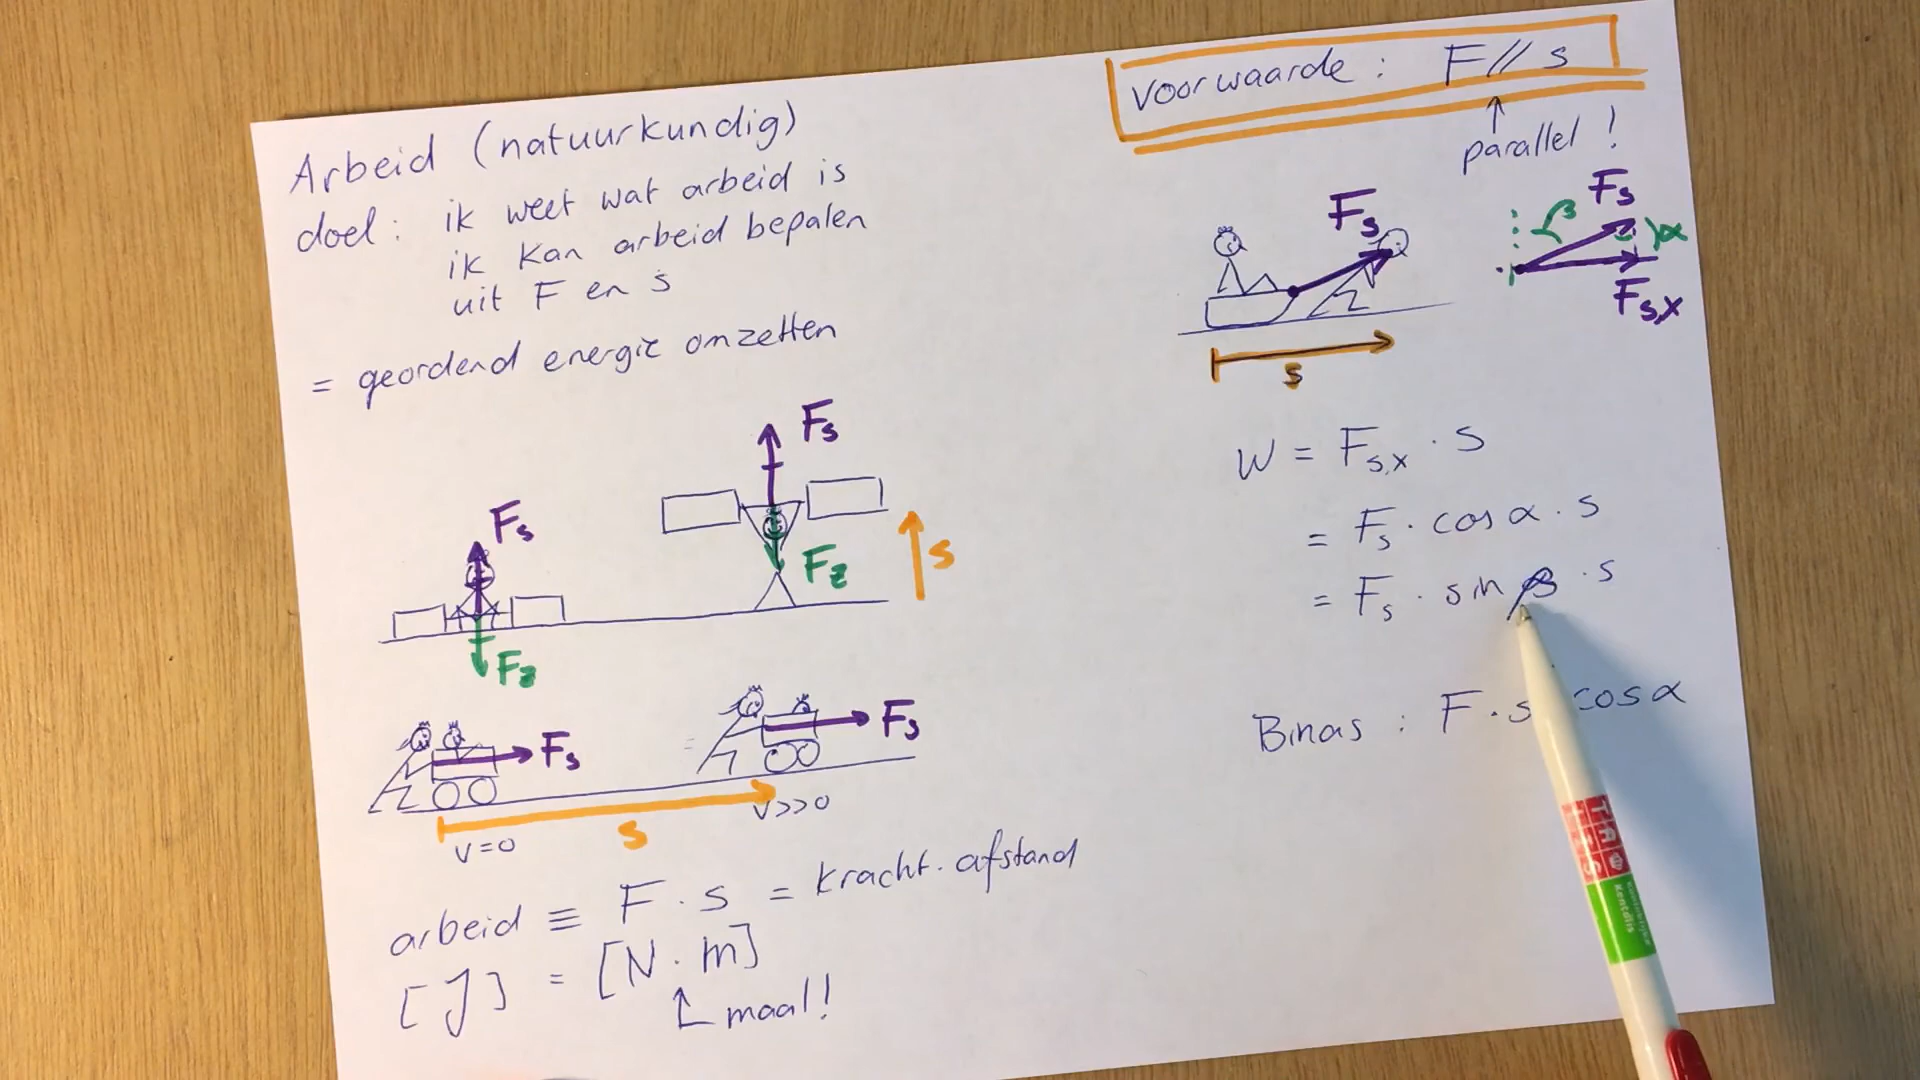 Arbeid (natuurkundig)
doel: ik weet wat arbeid is
ik kan arbeid bepalen
uit F en s
= geordend energie omzetten
Fs
Fz
Fs
Fz
s
Fs
Fs
s
v=0
v>>0
arbeid ≡ F · s = kracht · afstand
[J] = [N · m]
maal!
voorwaarde: F // s
parallel!
Fs
s
Fs
β
α
Fs,x
W = Fs,x · s
= Fs · cos α · s
= Fs · sin β · s
Binas: F · s cos α